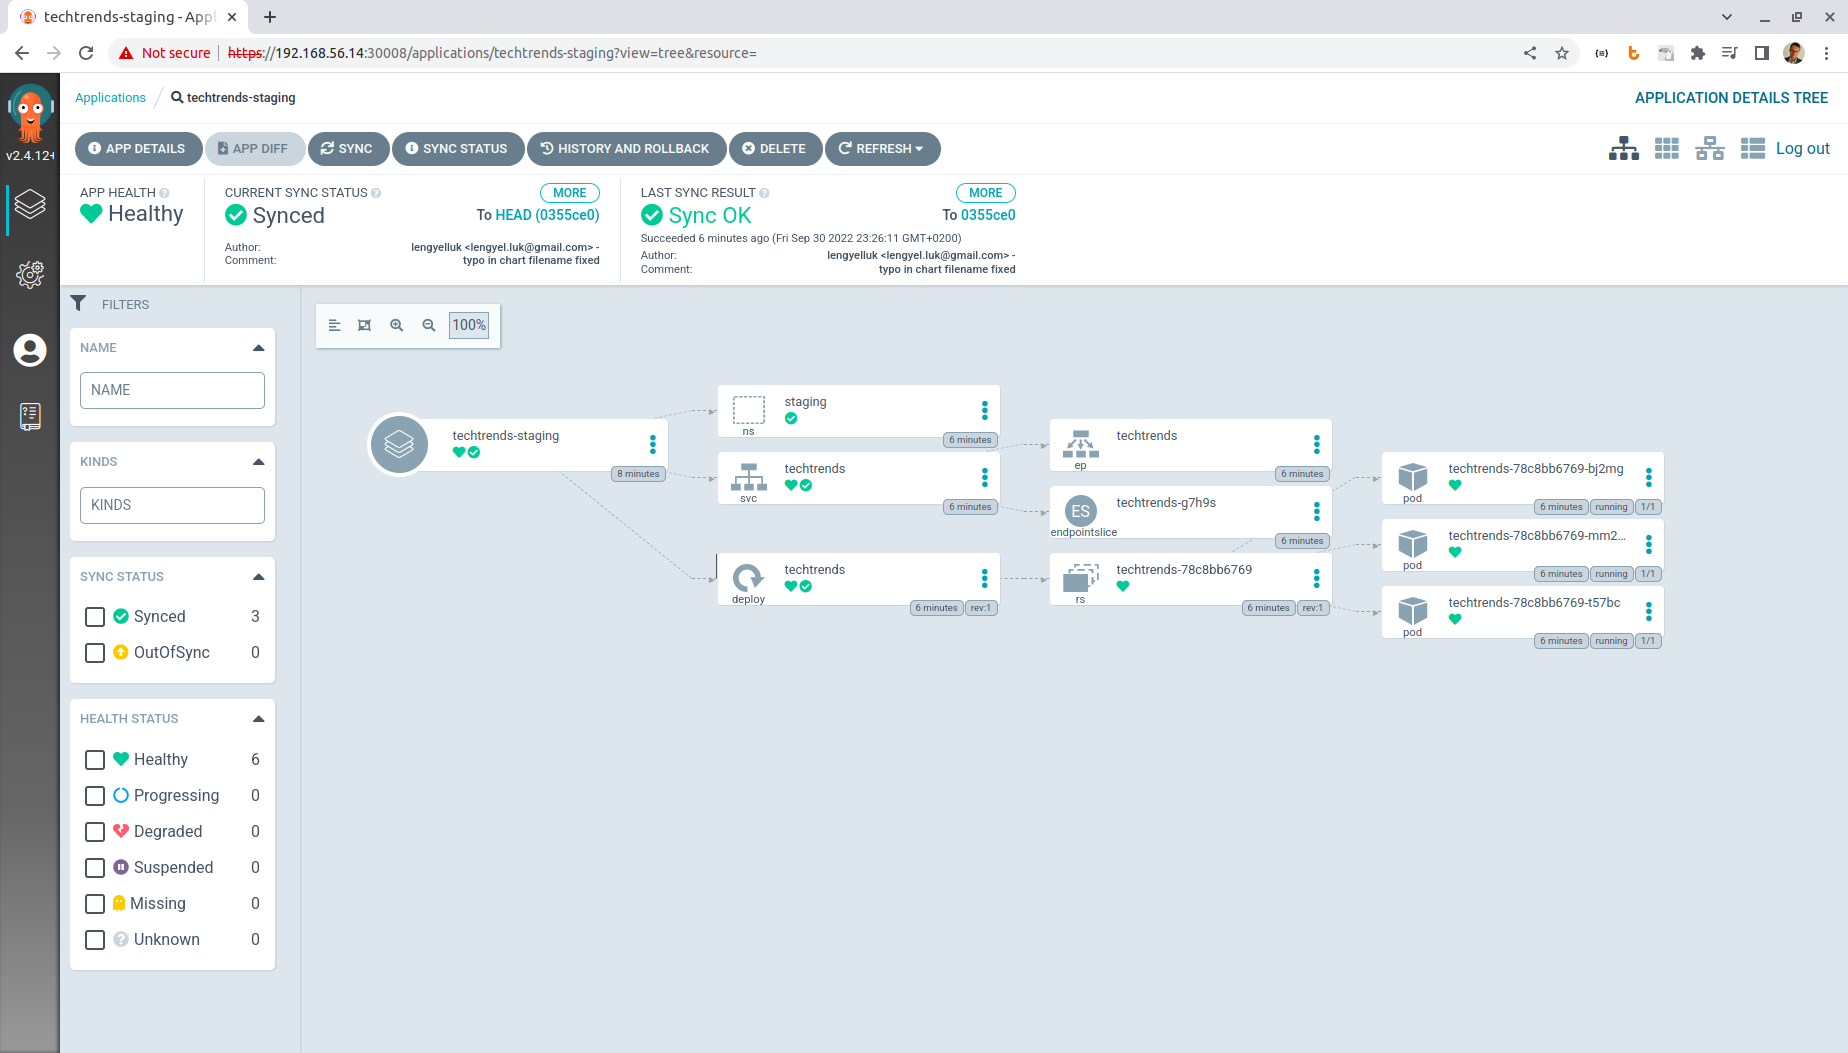 techtrends-staging - Appl
Not secure https://192.168.56.14:30008/applications/techtrends-staging?view=tree&resource=
v2.4.12+
Applications / techtrends-staging
APPLICATION DETAILS TREE
APP DETAILS APP DIFF SYNC SYNC STATUS HISTORY AND ROLLBACK DELETE REFRESH
Log out
APP HEALTH
Healthy
CURRENT SYNC STATUS MORE
Synced To HEAD (0355ce0)
Author: lengyelluk <lengyel.luk@gmail.com> -
Comment: typo in chart filename fixed
LAST SYNC RESULT MORE
Sync OK To 0355ce0
Succeeded 6 minutes ago (Fri Sep 30 2022 23:26:11 GMT+0200)
Author: lengyelluk <lengyel.luk@gmail.com> -
Comment: typo in chart filename fixed
FILTERS
NAME
NAME
KINDS
KINDS
SYNC STATUS
Synced 3
OutOfSync 0
HEALTH STATUS
Healthy 6
Progressing 0
Degraded 0
Suspended 0
Missing 0
Unknown 0
100%
techtrends-staging
8 minutes
staging
ns
6 minutes
techtrends
svc
6 minutes
techtrends
deploy
6 minutes rev:1
techtrends
ep
6 minutes
ES
techtrends-g7h9s
endpointslice
6 minutes
techtrends-78c8bb6769
rs
6 minutes rev:1
techtrends-78c8bb6769-bj2mg
pod
6 minutes running 1/1
techtrends-78c8bb6769-mm2...
pod
6 minutes running 1/1
techtrends-78c8bb6769-t57bc
pod
6 minutes running 1/1